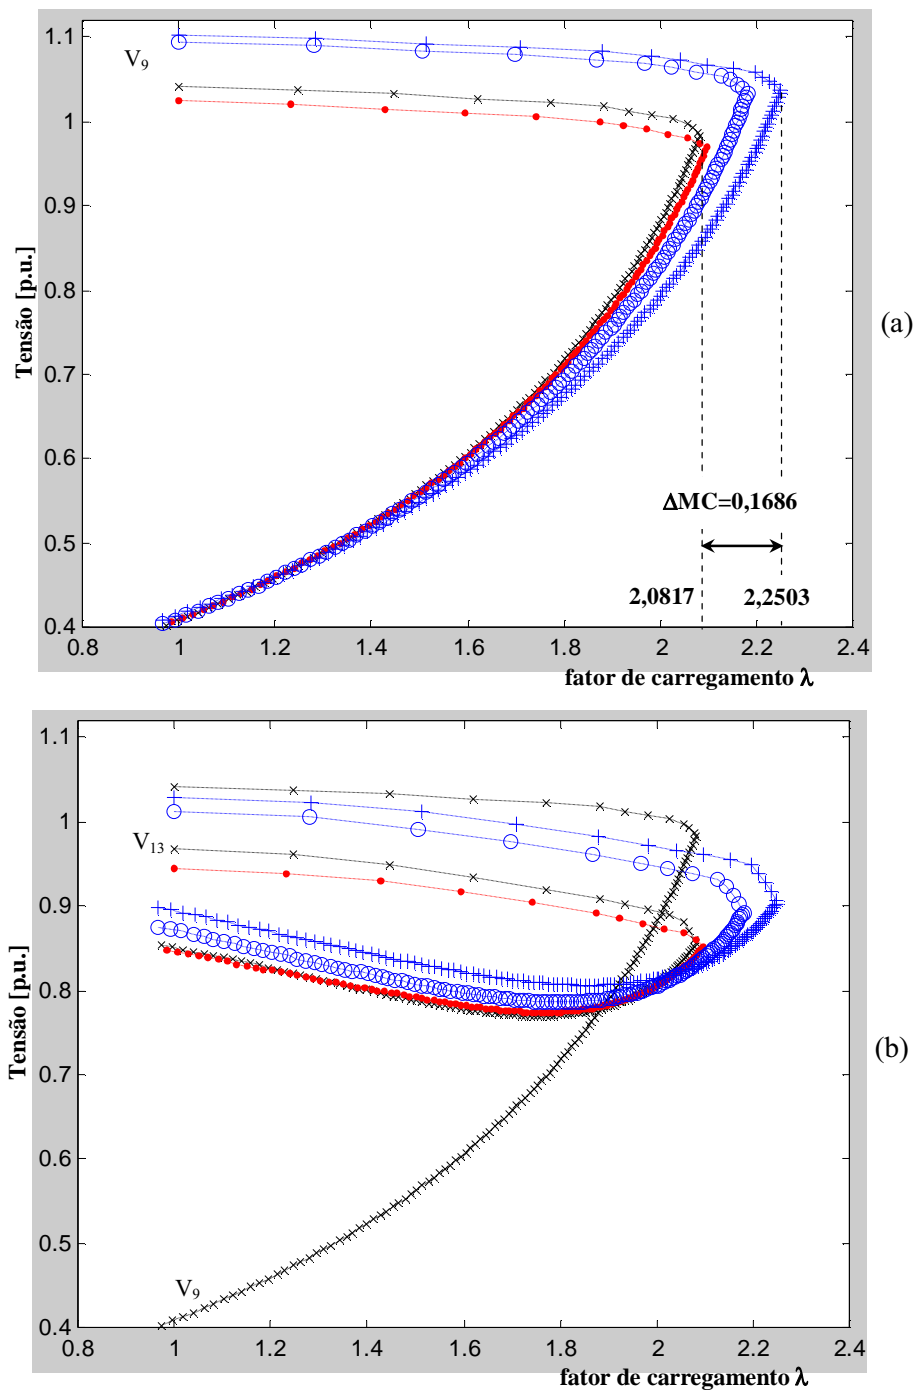 1.1
V9
1
0.9
0.8
Tensão [p.u.]
(a)
0.7
0.6
ΔMC=0,1686
0.5
2,0817 2,2503
0.4
0.8 1 1.2 1.4 1.6 1.8 2 2.2 2.4
fator de carregamento λ
1.1
1
V13
0.9
0.8
Tensão [p.u.]
(b)
0.7
0.6
0.5
V9
0.4
0.8 1 1.2 1.4 1.6 1.8 2 2.2 2.4
fator de carregamento λ